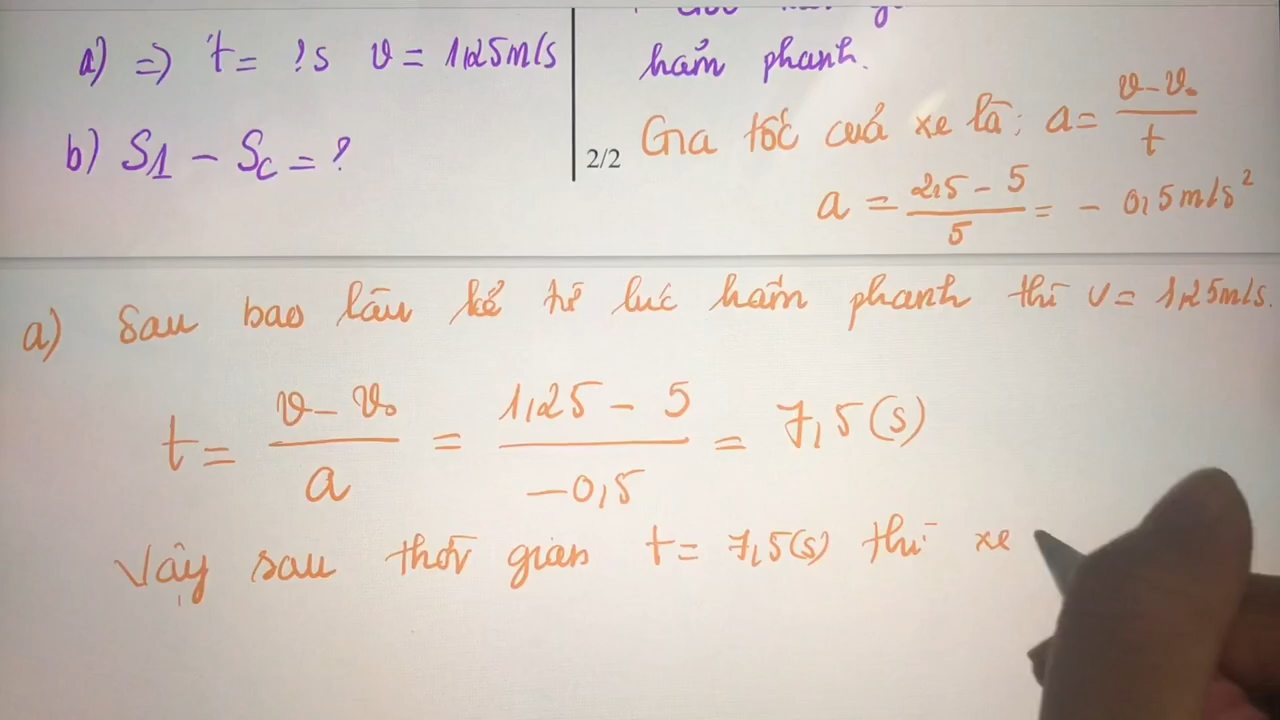 a) => t = ?s v = 1,25m/s
b) S1 - Sc = ?
hãm phanh.
Gia tốc của xe là: a = v - v₀ / t
2/2
a = 2,5 - 5 / 5 = - 0,5m/s²
a) Sau bao lâu kể từ lúc hãm phanh thì v = 1,25m/s.
t = v - v₀ / a = 1,25 - 5 / -0,5 = 7,5(s)
Vậy sau thời gian t = 7,5(s) thì xe